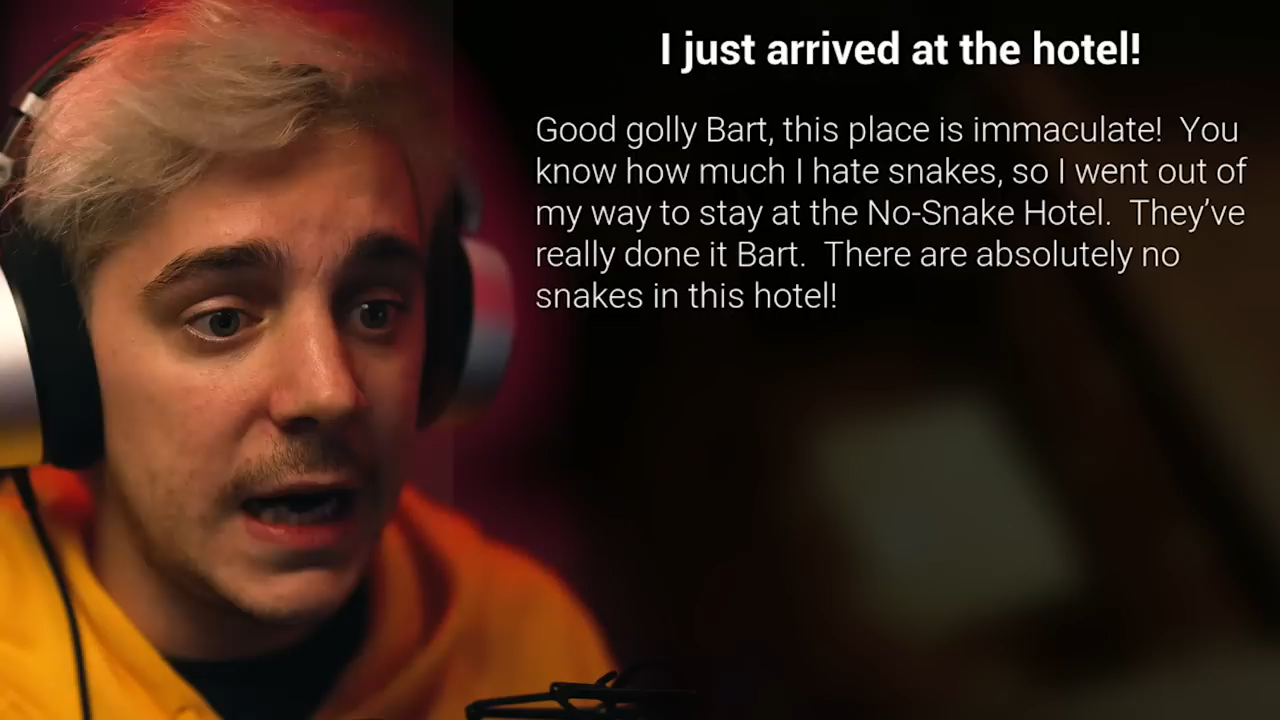 I just arrived at the hotel!
Good golly Bart, this place is immaculate!  You
know how much I hate snakes, so I went out of
my way to stay at the No-Snake Hotel.  They’ve
really done it Bart.  There are absolutely no
snakes in this hotel!